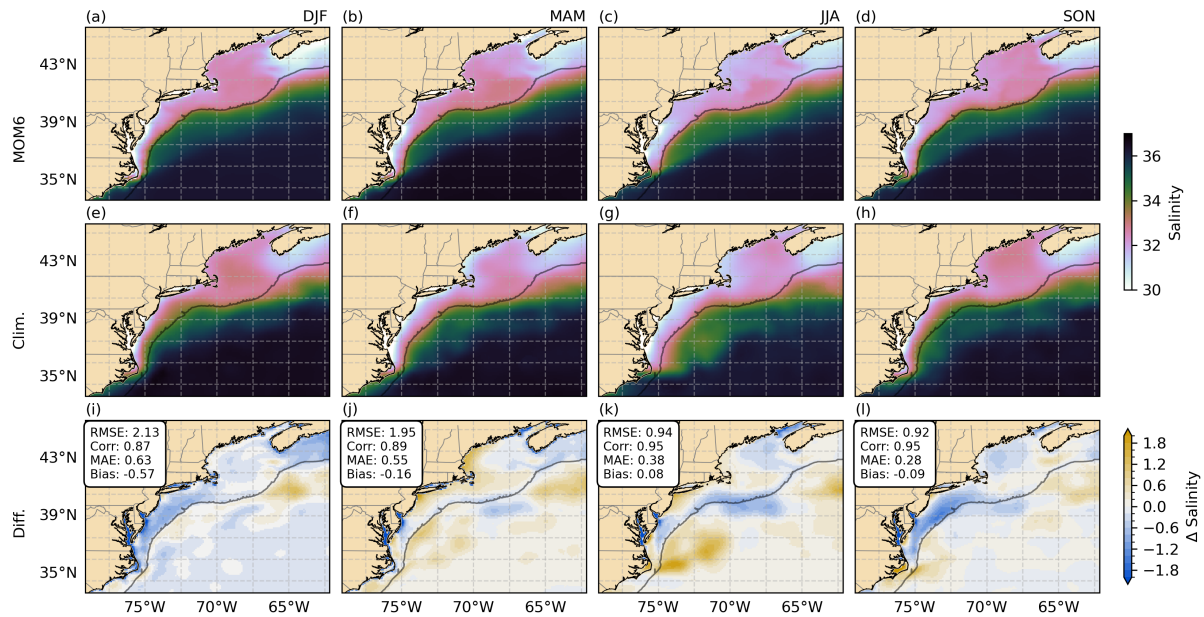 (a) DJF (b) MAM (c) JJA (d) SON
43°N
39°N
35°N
MOM6
(e) (f) (g) (h)
43°N
39°N
35°N
Clim.
36
34
32
30
Salinity
(i) (j) (k) (l)
RMSE: 2.13
Corr: 0.87
MAE: 0.63
Bias: -0.57
RMSE: 1.95
Corr: 0.89
MAE: 0.55
Bias: -0.16
RMSE: 0.94
Corr: 0.95
MAE: 0.38
Bias: 0.08
RMSE: 0.92
Corr: 0.95
MAE: 0.28
Bias: -0.09
43°N
39°N
35°N
Diff.
1.8
1.2
0.6
0.0
−0.6
−1.2
−1.8
Δ Salinity
75°W 70°W 65°W 75°W 70°W 65°W 75°W 70°W 65°W 75°W 70°W 65°W